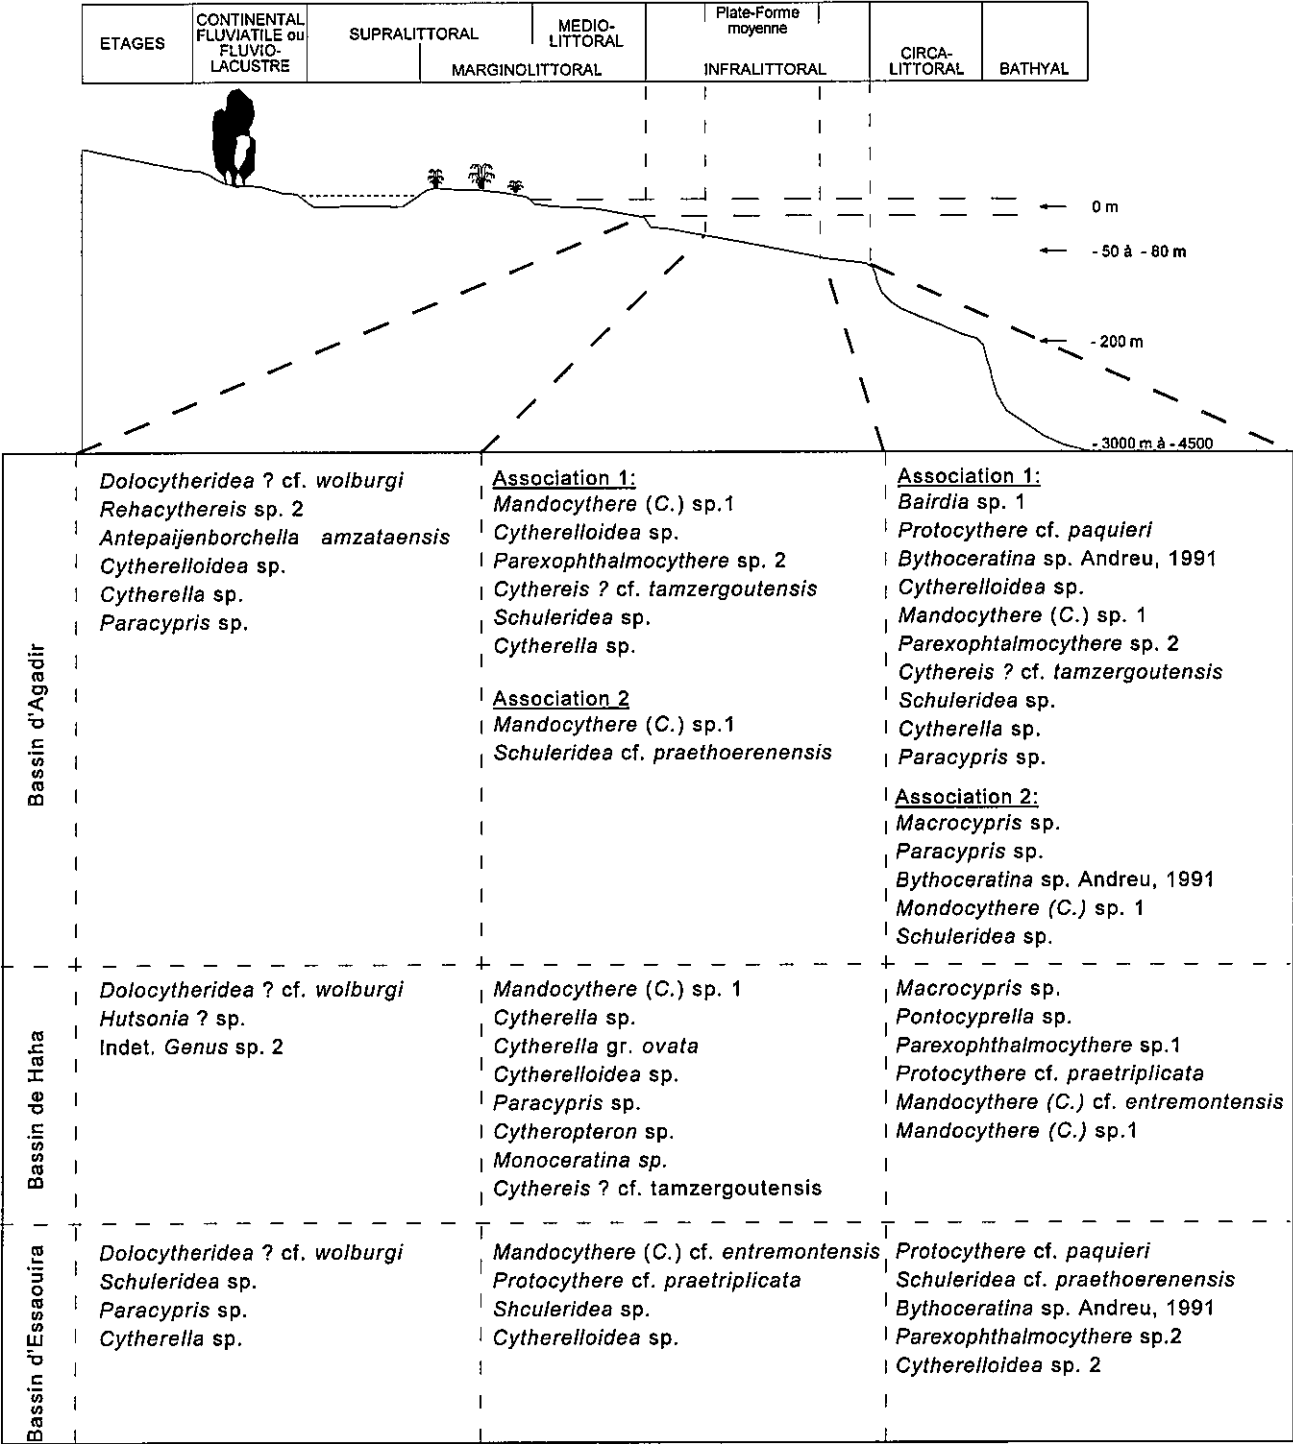 ETAGES
CONTINENTAL
FLUVIATILE ou
FLUVIO-
LACUSTRE
SUPRALITTORAL
MEDIO-
LITTORAL
MARGINOLITTORAL
Plate-Forme
moyenne
INFRALITTORAL
CIRCA-
LITTORAL
BATHYAL
0 m
- 50 à - 80 m
- 200 m
- 3000 m à - 4500
Bassin d'Agadir
Dolocytheridea ? cf. wolburgi
Rehacythereis sp. 2
Antepaijenborchella amzataensis
Cytherelloidea sp.
Cytherella sp.
Paracypris sp.
Association 1:
Mandocythere (C.) sp.1
Cytherelloidea sp.
Parexophthalmocythere sp. 2
Cythereis ? cf. tamzergoutensis
Schuleridea sp.
Cytherella sp.
Association 2
Mandocythere (C.) sp.1
Schuleridea cf. praethoerenensis
Association 1:
Bairdia sp. 1
Protocythere cf. paquieri
Bythoceratina sp. Andreu, 1991
Cytherelloidea sp.
Mandocythere (C.) sp. 1
Parexophtalmocythere sp. 2
Cythereis ? cf. tamzergoutensis
Schuleridea sp.
Cytherella sp.
Paracypris sp.
Association 2:
Macrocypris sp.
Paracypris sp.
Bythoceratina sp. Andreu, 1991
Mondocythere (C.) sp. 1
Schuleridea sp.
Bassin de Haha
Dolocytheridea ? cf. wolburgi
Hutsonia ? sp.
Indet. Genus sp. 2
Mandocythere (C.) sp. 1
Cytherella sp.
Cytherella gr. ovata
Cytherelloidea sp.
Paracypris sp.
Cytheropteron sp.
Monoceratina sp.
Cythereis ? cf. tamzergoutensis
Macrocypris sp.
Pontocyprella sp.
Parexophthalmocythere sp.1
Protocythere cf. praetriplicata
Mandocythere (C.) cf. entremontensis
Mandocythere (C.) sp.1
Bassin d'Essaouira
Dolocytheridea ? cf. wolburgi
Schuleridea sp.
Paracypris sp.
Cytherella sp.
Mandocythere (C.) cf. entremontensis
Protocythere cf. praetriplicata
Shculeridea sp.
Cytherelloidea sp.
Protocythere cf. paquieri
Schuleridea cf. praethoerenensis
Bythoceratina sp. Andreu, 1991
Parexophthalmocythere sp.2
Cytherelloidea sp. 2